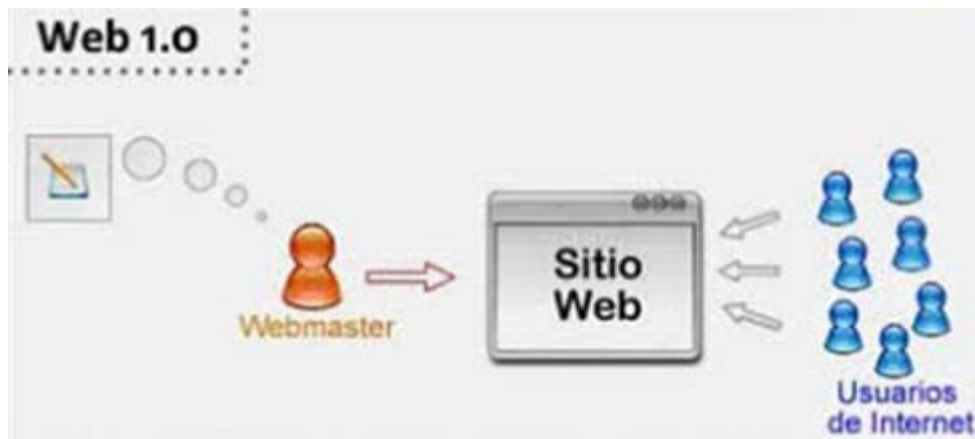 Web 1.0
Sitio
Web
Webmaster
Usuarios
de Internet